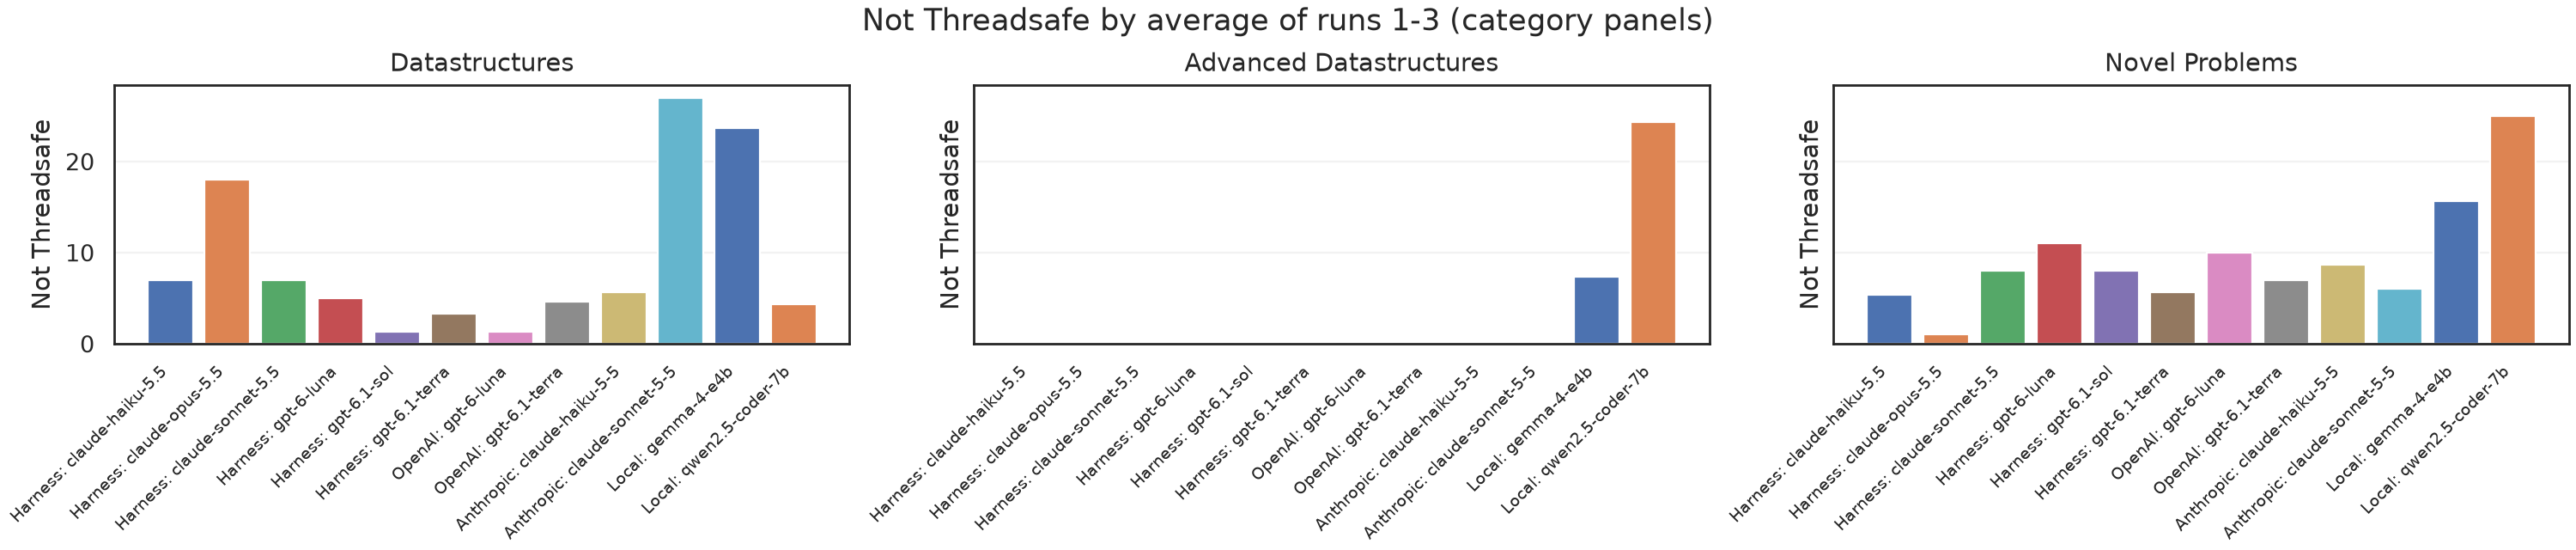 Not Threadsafe by average of runs 1-3 (category panels)
Datastructures
Not Threadsafe
20
10
0
Harness: claude-haiku-5.5
Harness: claude-opus-5.5
Harness: claude-sonnet-5.5
Harness: gpt-6-luna
Harness: gpt-6.1-sol
Harness: gpt-6.1-terra
OpenAI: gpt-6-luna
OpenAI: gpt-6.1-terra
Anthropic: claude-haiku-5-5
Anthropic: claude-sonnet-5-5
Local: gemma-4-e4b
Local: qwen2.5-coder-7b
Advanced Datastructures
Not Threadsafe
Harness: claude-haiku-5.5
Harness: claude-opus-5.5
Harness: claude-sonnet-5.5
Harness: gpt-6-luna
Harness: gpt-6.1-sol
Harness: gpt-6.1-terra
OpenAI: gpt-6-luna
OpenAI: gpt-6.1-terra
Anthropic: claude-haiku-5-5
Anthropic: claude-sonnet-5-5
Local: gemma-4-e4b
Local: qwen2.5-coder-7b
Novel Problems
Not Threadsafe
Harness: claude-haiku-5.5
Harness: claude-opus-5.5
Harness: claude-sonnet-5.5
Harness: gpt-6-luna
Harness: gpt-6.1-sol
Harness: gpt-6.1-terra
OpenAI: gpt-6-luna
OpenAI: gpt-6.1-terra
Anthropic: claude-haiku-5-5
Anthropic: claude-sonnet-5-5
Local: gemma-4-e4b
Local: qwen2.5-coder-7b